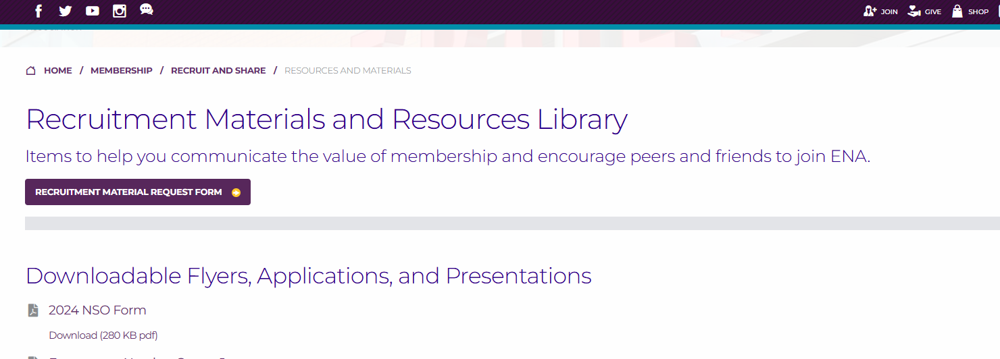 JOIN GIVE SHOP
HOME / MEMBERSHIP / RECRUIT AND SHARE / RESOURCES AND MATERIALS
Recruitment Materials and Resources Library
Items to help you communicate the value of membership and encourage peers and friends to join ENA.
RECRUITMENT MATERIAL REQUEST FORM
Downloadable Flyers, Applications, and Presentations
2024 NSO Form
Download (280 KB pdf)